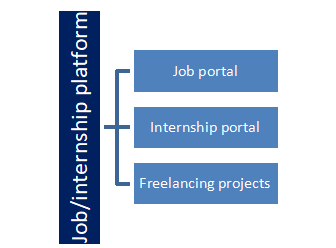 Job/internship platform
Job portal
Internship portal
Freelancing projects